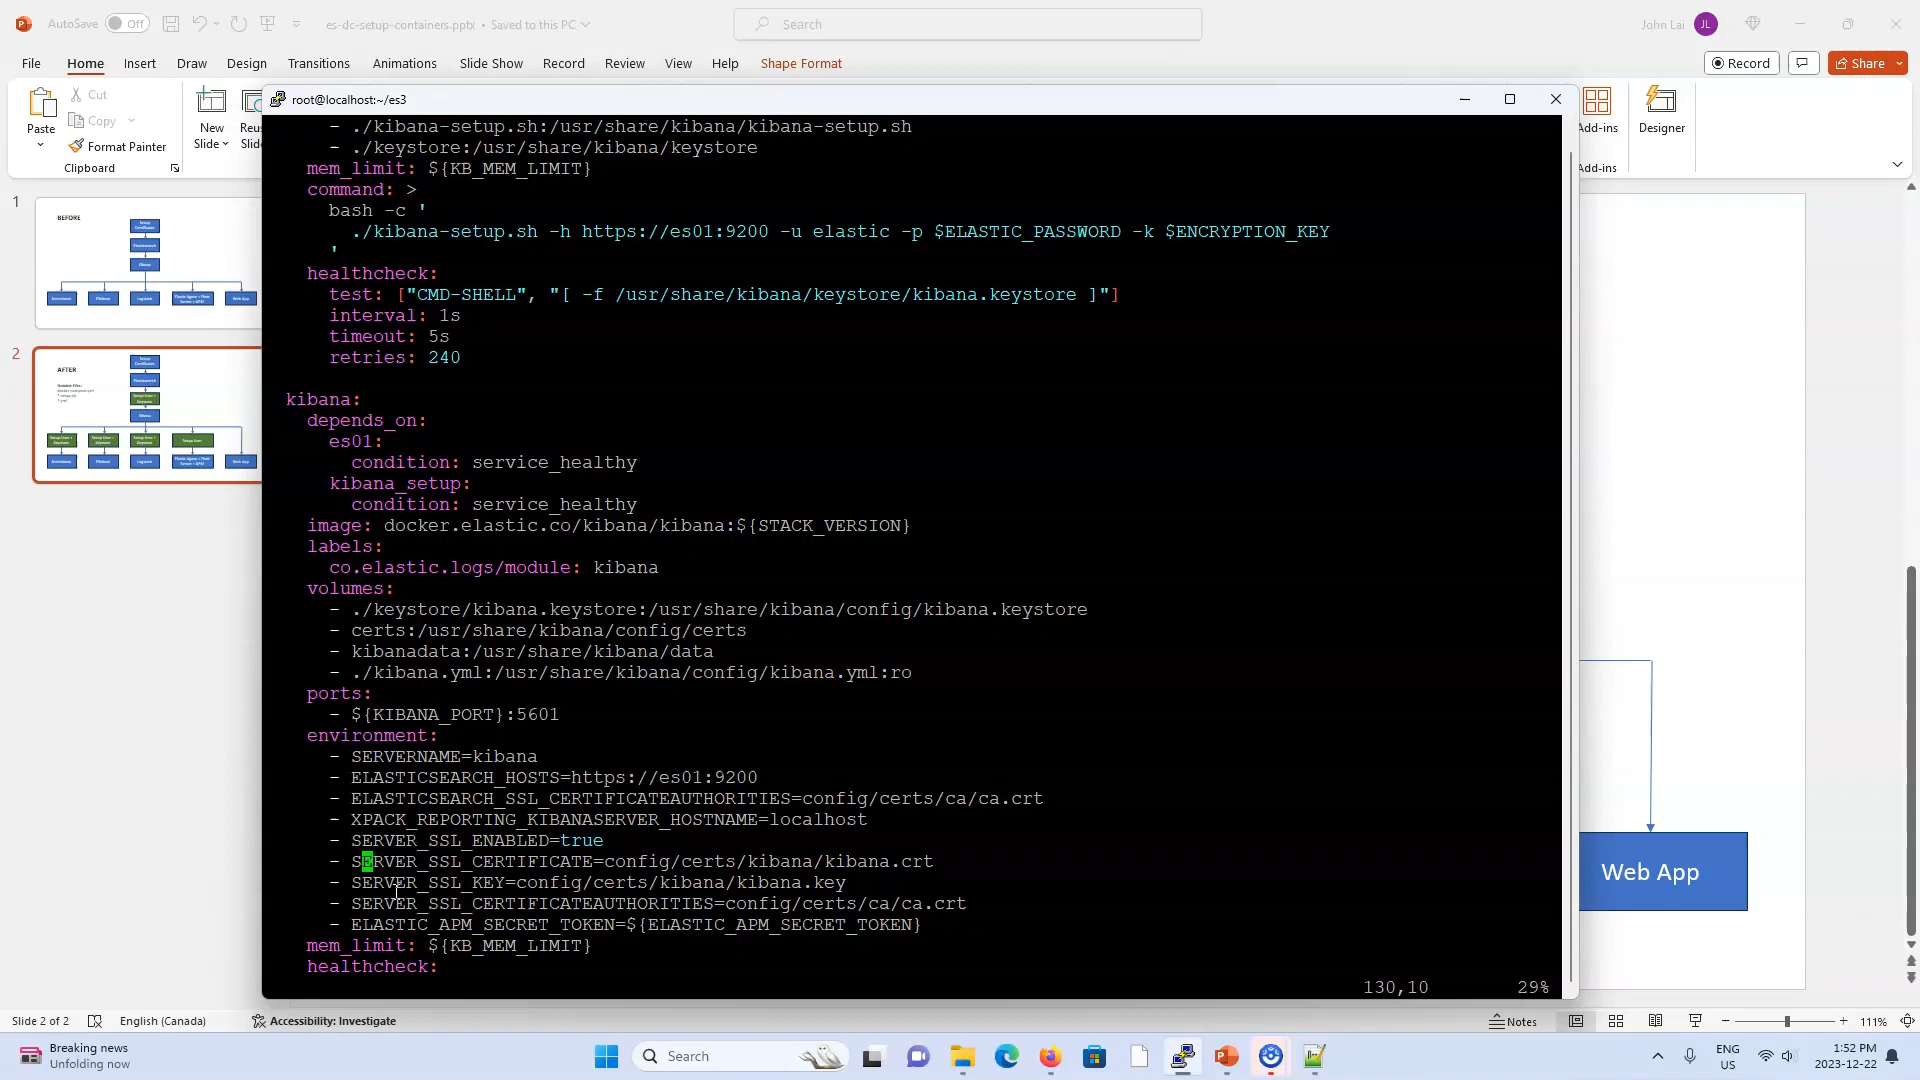 AutoSave Off es-dc-setup-containers.pptx • Saved to this PC Search John Lai JL
File Home Insert Draw Design Transitions Animations Slide Show Record Review View Help Shape Format Record Share
Paste Cut Copy Format Painter Clipboard
New Slide
Add-ins
Designer
root@localhost:~/es3
- ./kibana-setup.sh:/usr/share/kibana/kibana-setup.sh
- ./keystore:/usr/share/kibana/keystore
mem_limit: ${KB_MEM_LIMIT}
command: >
bash -c '
./kibana-setup.sh -h https://es01:9200 -u elastic -p $ELASTIC_PASSWORD -k $ENCRYPTION_KEY
'
healthcheck:
test: ["CMD-SHELL", "[ -f /usr/share/kibana/keystore/kibana.keystore ]"]
interval: 1s
timeout: 5s
retries: 240
kibana:
depends_on:
es01:
condition: service_healthy
kibana_setup:
condition: service_healthy
image: docker.elastic.co/kibana/kibana:${STACK_VERSION}
labels:
co.elastic.logs/module: kibana
volumes:
- ./keystore/kibana.keystore:/usr/share/kibana/config/kibana.keystore
- certs:/usr/share/kibana/config/certs
- kibanadata:/usr/share/kibana/data
- ./kibana.yml:/usr/share/kibana/config/kibana.yml:ro
ports:
- ${KIBANA_PORT}:5601
environment:
- SERVERNAME=kibana
- ELASTICSEARCH_HOSTS=https://es01:9200
- ELASTICSEARCH_SSL_CERTIFICATEAUTHORITIES=config/certs/ca/ca.crt
- XPACK_REPORTING_KIBANASERVER_HOSTNAME=localhost
- SERVER_SSL_ENABLED=true
- SERVER_SSL_CERTIFICATE=config/certs/kibana/kibana.crt
- SERVER_SSL_KEY=config/certs/kibana/kibana.key
- SERVER_SSL_CERTIFICATEAUTHORITIES=config/certs/ca/ca.crt
- ELASTIC_APM_SECRET_TOKEN=${ELASTIC_APM_SECRET_TOKEN}
mem_limit: ${KB_MEM_LIMIT}
healthcheck:
130,10 29%
1
BEFORE
2
AFTER
Web App
Slide 2 of 2 English (Canada) Accessibility: Investigate Notes 111%
Breaking news
Unfolding now
Search
ENG
US
1:52 PM
2023-12-22